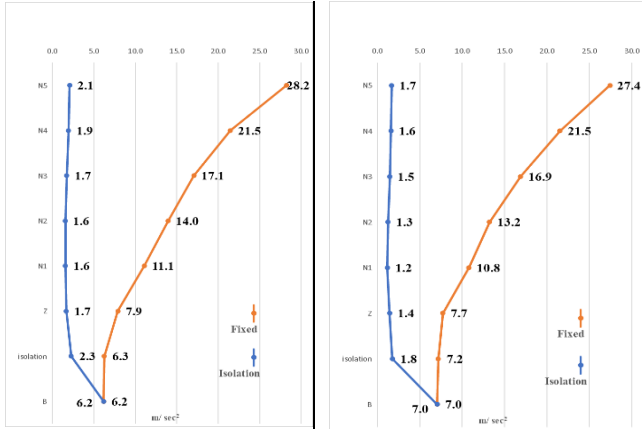 0.0 5.0 10.0 15.0 20.0 25.0 30.0
N5 2.1 28.2
N4 1.9 21.5
N3 1.7 17.1
N2 1.6 14.0
N1 1.6 11.1
Z 1.7 7.9
Fixed
isolation 2.3 6.3
Isolation
B 6.2 6.2
m/ sec²
0.0 5.0 10.0 15.0 20.0 25.0 30.0
N5 1.7 27.4
N4 1.6 21.5
N3 1.5 16.9
N2 1.3 13.2
N1 1.2 10.8
Z 1.4 7.7
Fixed
isolation 1.8 7.2
Isolation
B 7.0 7.0
m/ sec²